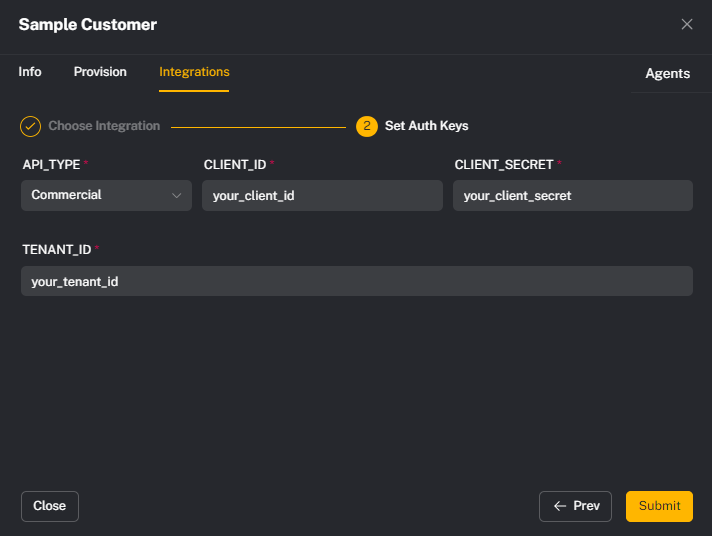 Sample Customer
Info Provision Integrations Agents
Choose Integration 2 Set Auth Keys
API_TYPE * CLIENT_ID * CLIENT_SECRET *
Commercial your_client_id your_client_secret
TENANT_ID *
your_tenant_id
Close Prev Submit